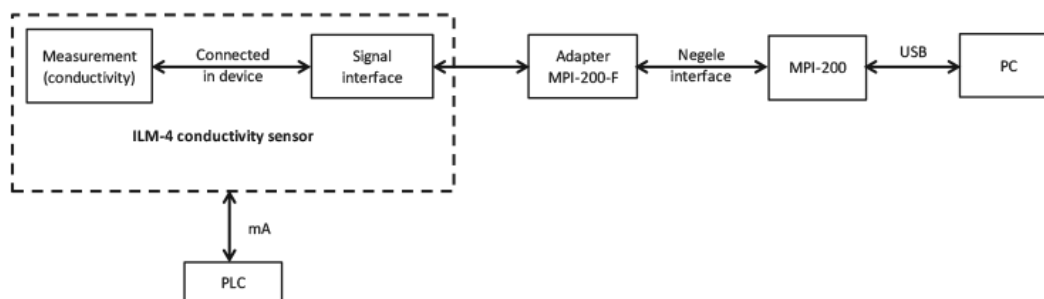 Measurement
(conductivity)
Connected
in device
Signal
interface
Adapter
MPI-200-F
Negele
interface
MPI-200
USB
PC
ILM-4 conductivity sensor
mA
PLC